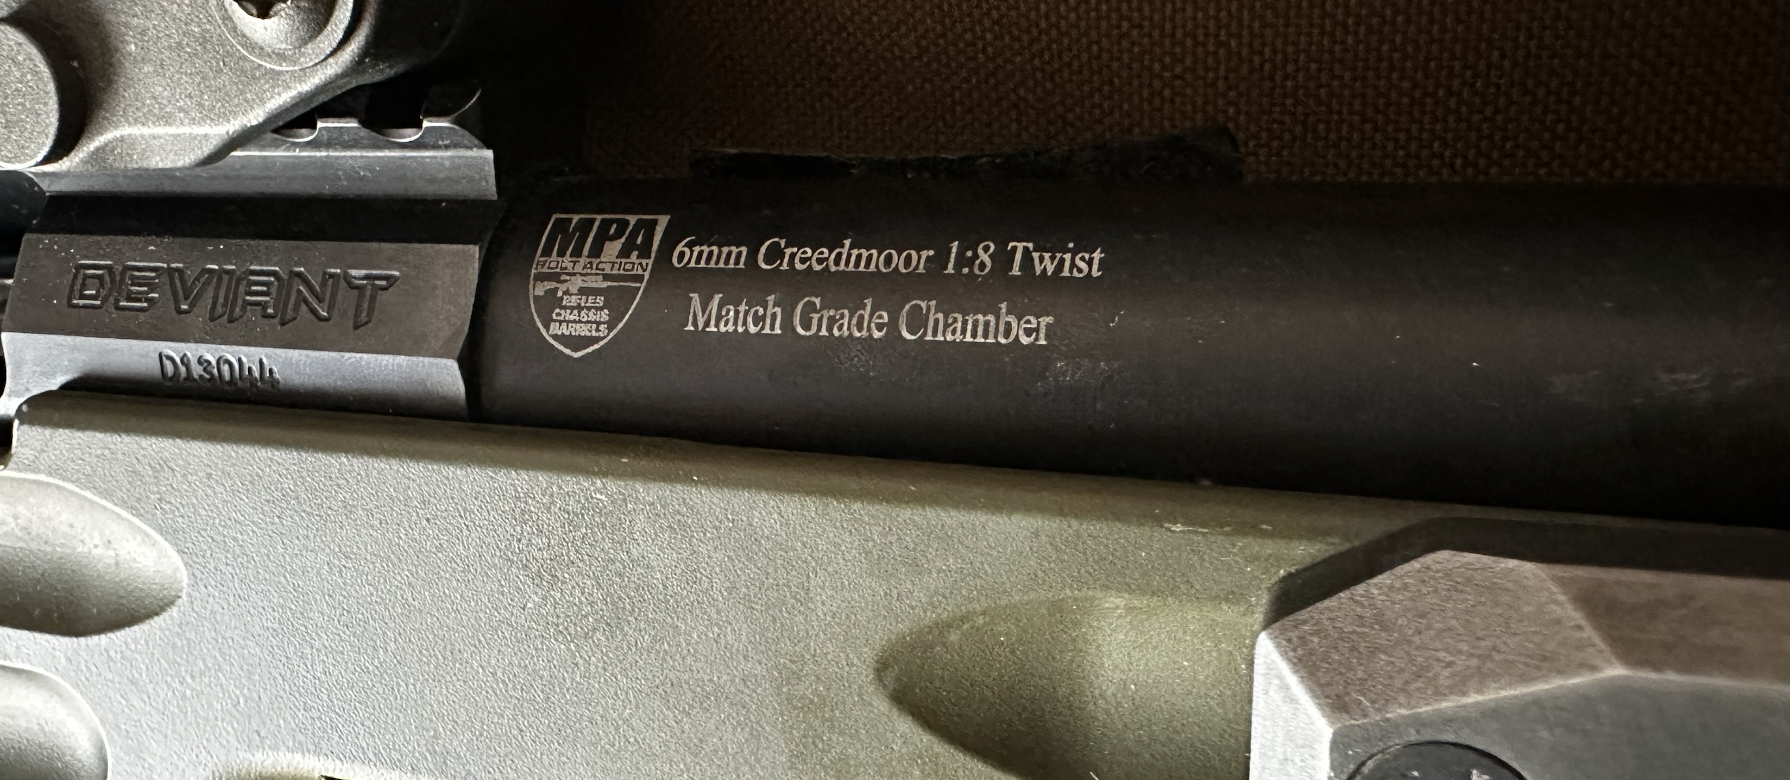 DEVIANT
D13044
MPA
BOLT ACTION
RIFLES
CHASSIS
BARRELS
6mm Creedmoor 1:8 Twist
Match Grade Chamber